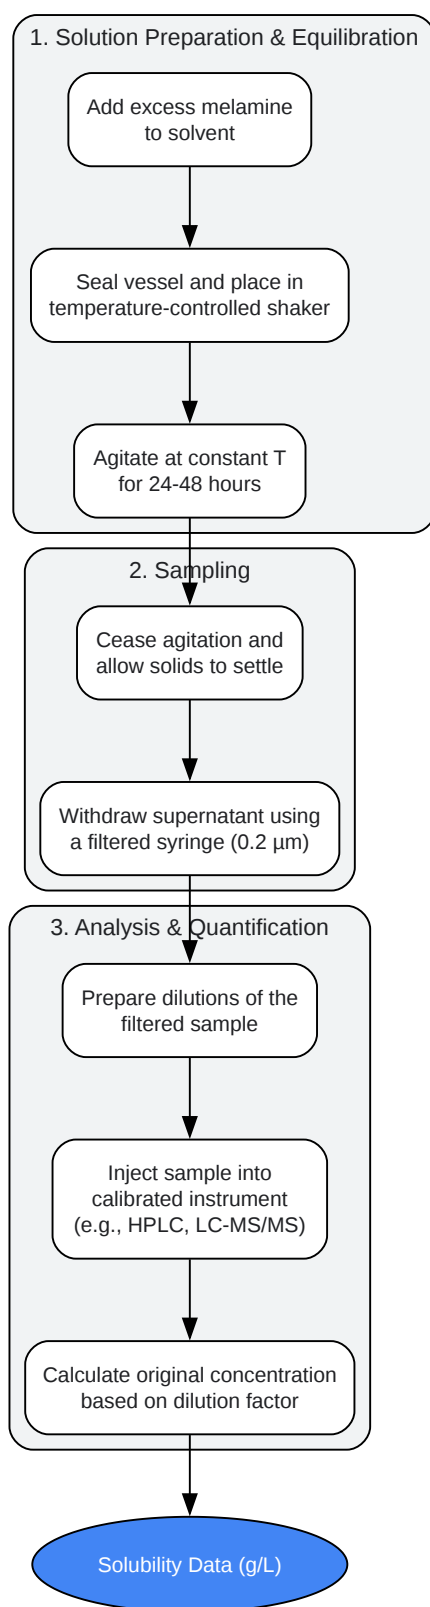 1. Solution Preparation & Equilibration
Add excess melamine
to solvent
Seal vessel and place in
temperature-controlled shaker
Agitate at constant T
for 24-48 hours
2. Sampling
Cease agitation and
allow solids to settle
Withdraw supernatant using
a filtered syringe (0.2 µm)
3. Analysis & Quantification
Prepare dilutions of the
filtered sample
Inject sample into
calibrated instrument
(e.g., HPLC, LC-MS/MS)
Calculate original concentration
based on dilution factor
Solubility Data (g/L)